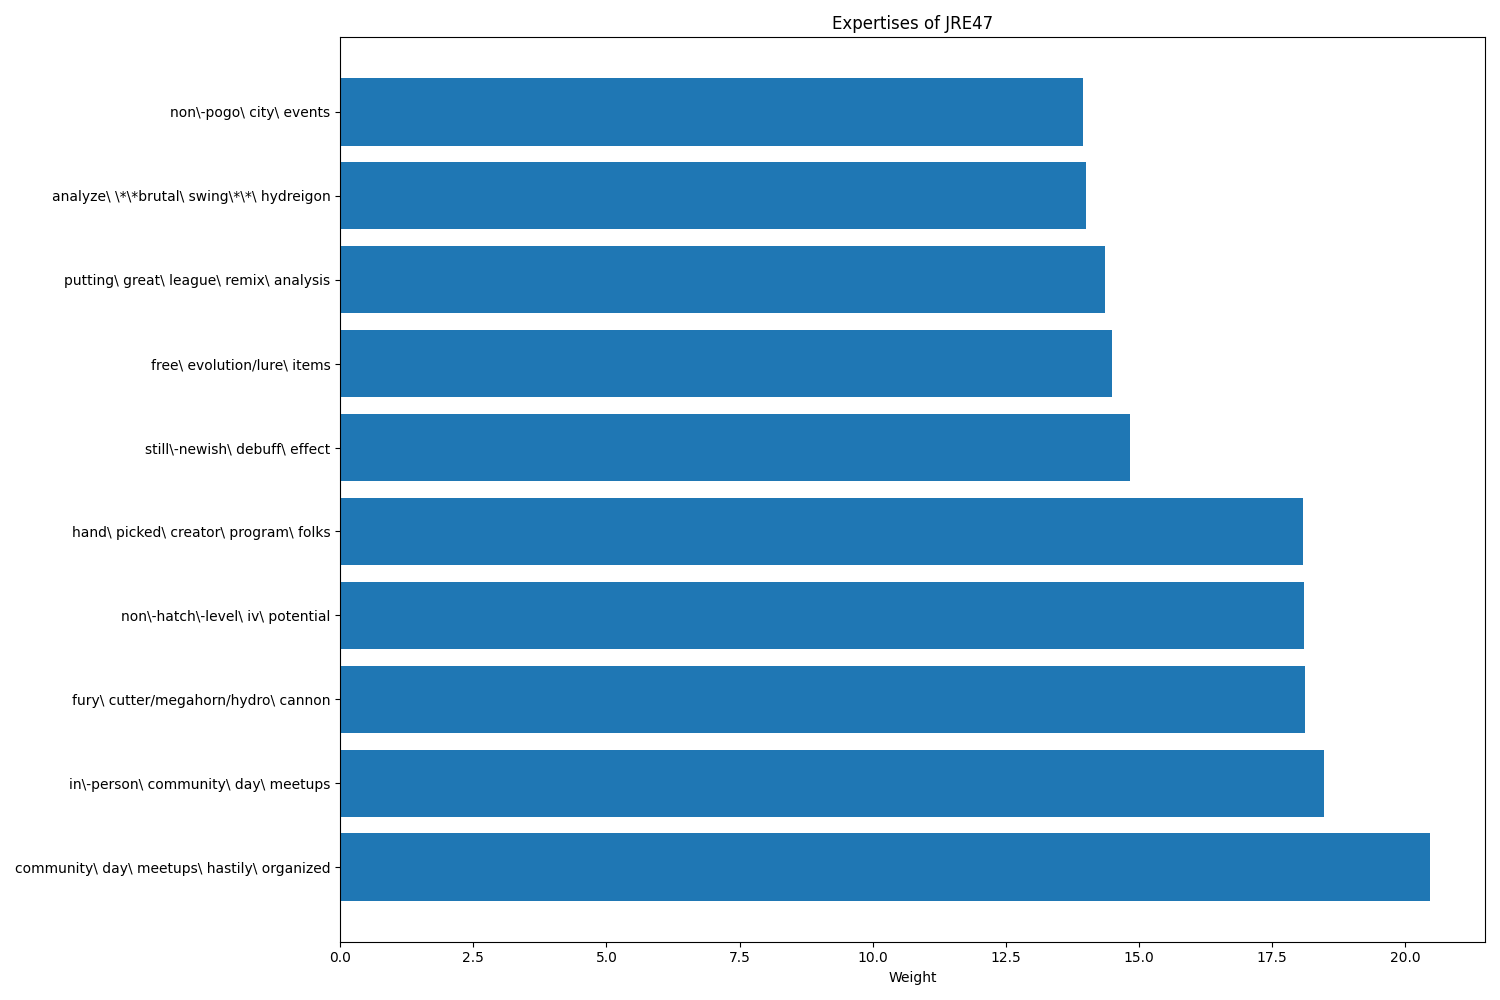 Expertises of JRE47
non\-pogo\ city\ events
analyze\ \*\*brutal\ swing\*\*\ hydreigon
putting\ great\ league\ remix\ analysis
free\ evolution/lure\ items
still\-newish\ debuff\ effect
hand\ picked\ creator\ program\ folks
non\-hatch\-level\ iv\ potential
fury\ cutter/megahorn/hydro\ cannon
in\-person\ community\ day\ meetups
community\ day\ meetups\ hastily\ organized
0.0 2.5 5.0 7.5 10.0 12.5 15.0 17.5 20.0
Weight